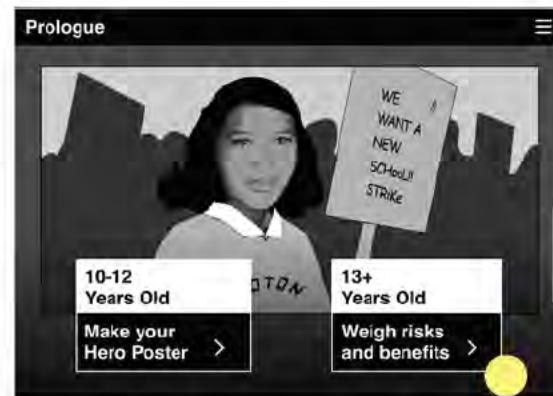 Prologue
WE
WANT A
NEW
SCHooL!!
STRiKe
OTON
10-12
Years Old
Make your
Hero Poster
13+
Years Old
Weigh risks
and benefits